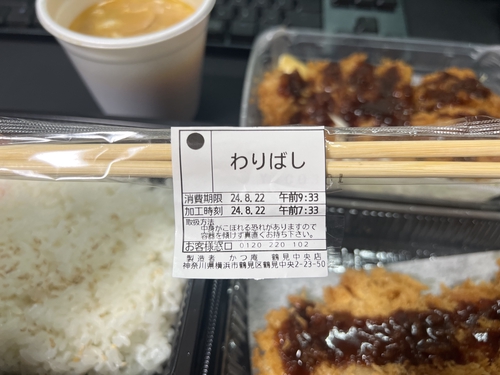 わりばし
消費期限 24. 8. 22 午前9:33
加工時刻 24. 8. 22 午前7:33
取扱方法
中身がこぼれる恐れがありますので
容器を傾けず真直ぐお持ち下さい。
お客様窓口 0120 220 102
製造者 かつ庵 鶴見中央店
神奈川県横浜市鶴見区鶴見中央2-23-50